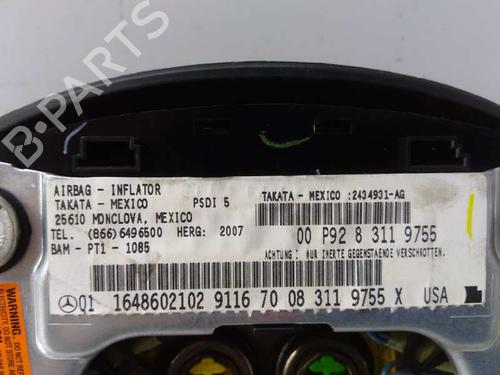 B-PARTS
AIRBAG - INFLATOR
TAKATA - MEXICO PSDI 5
25610 MONCLOVA, MEXICO
TEL. (866) 6496500 HERG: 2007
BAM - PT1 - 1085
TAKATA - MEXICO :2434931-AG
00 P92 8 311 9755
ACHTUNG ! NUR INERTE GEGENSTAENDE VERSCHROTTEN.
Q1 1648602102 9116 70 08 311 9755 X USA
WARNING